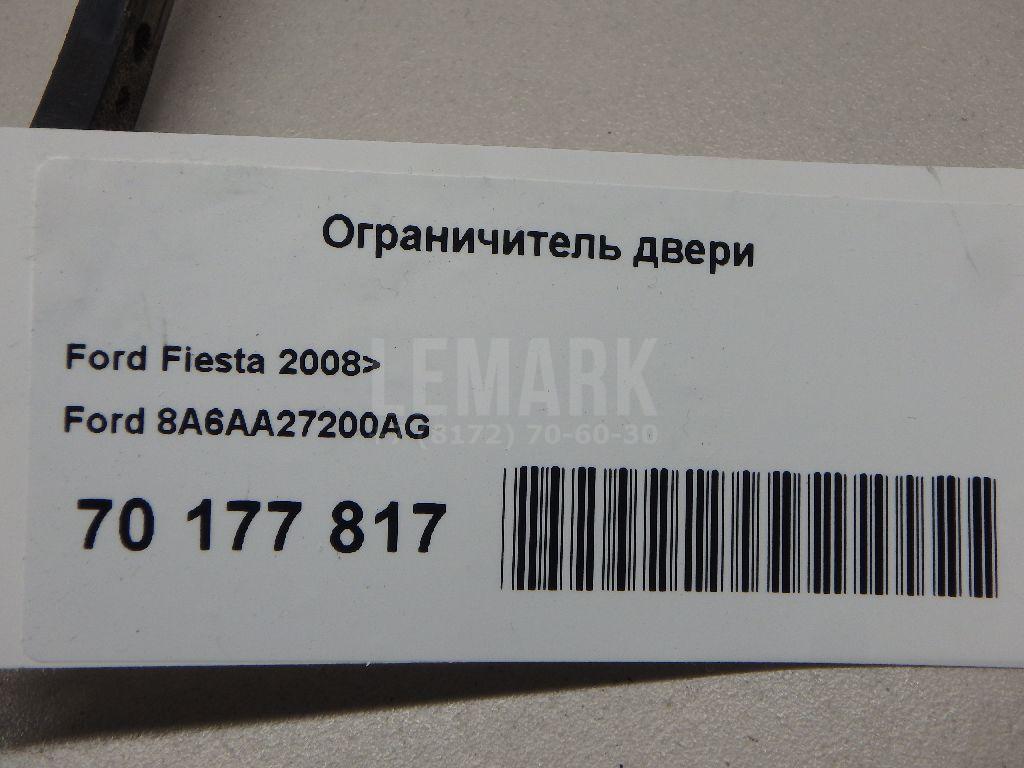 Ограничитель двери
LEMARK
Ford Fiesta 2008>
Ford 8A6AA27200AG
(8172) 70-60-30
70 177 817